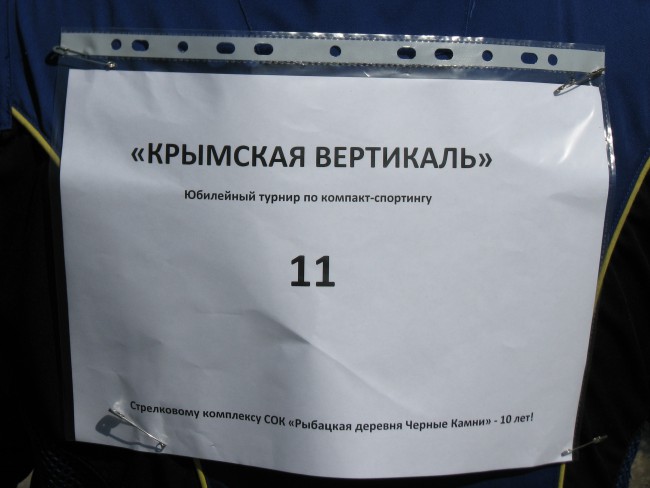 «КРЫМСКАЯ ВЕРТИКАЛЬ»
Юбилейный турнир по компакт-спортингу
11
Стрелковому комплексу СОК «Рыбацкая деревня Черные Камни» - 10 лет!